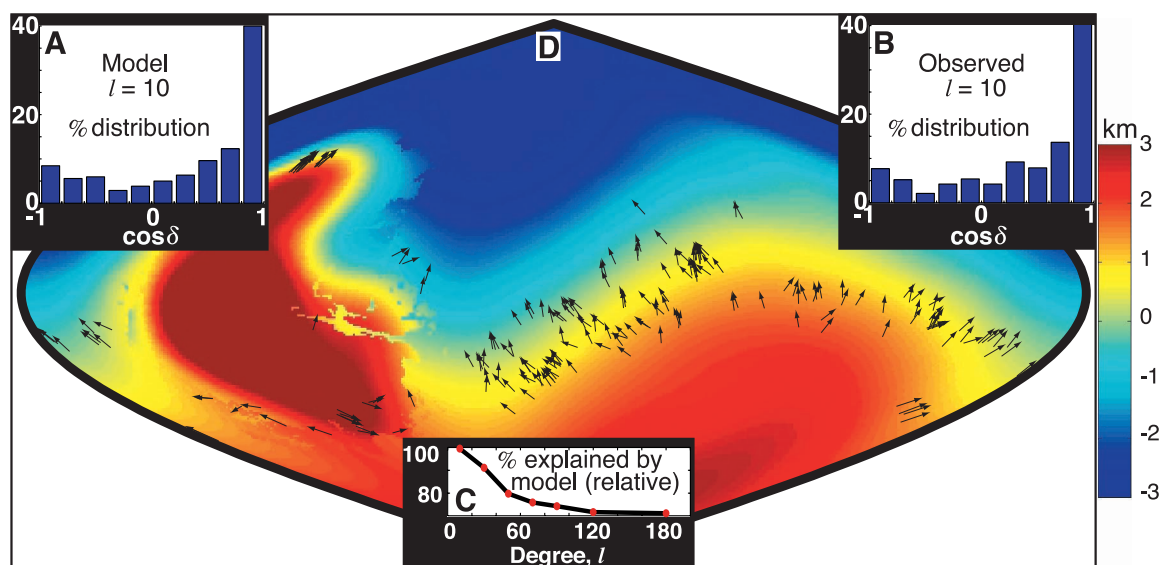 40
A
Model
l = 10
20
% distribution
0
-1
0
1
cosδ
D
40
B
Observed
l = 10
20
% distribution
0
-1
0
1
cosδ
km
3
2
1
0
-1
-2
-3
100
% explained by
model (relative)
80
C
0
60
120
180
Degree, l